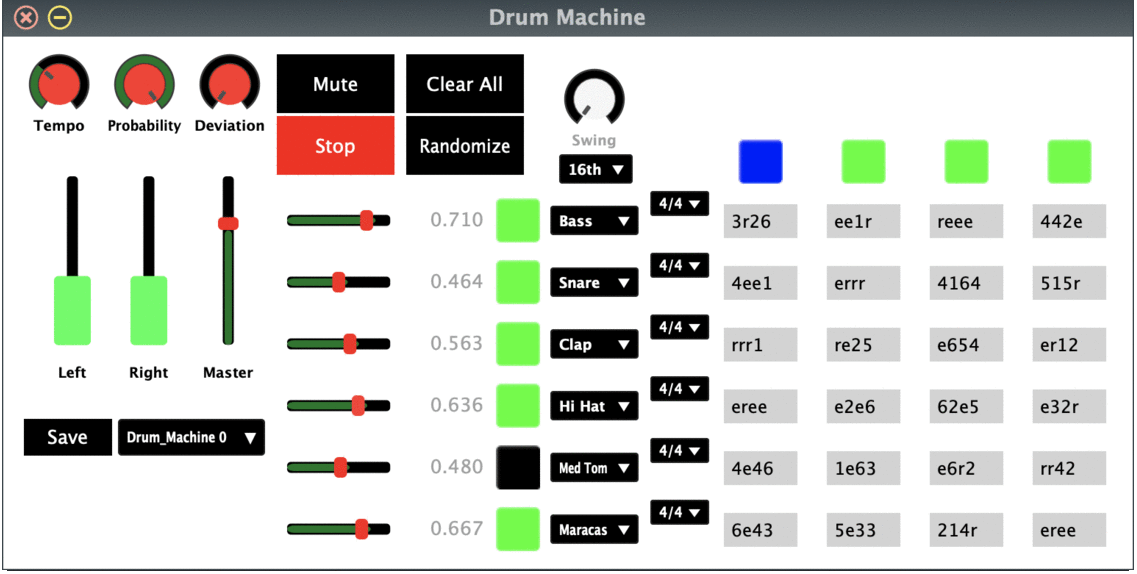 Drum Machine
Tempo Probability Deviation
Mute Clear All
Stop Randomize
Swing
16th
Left Right Master
Save Drum_Machine 0
0.710 Bass 4/4 3r26 ee1r reee 442e
0.464 Snare 4/4 4ee1 errr 4164 515r
0.563 Clap 4/4 rrr1 re25 e654 er12
0.636 Hi Hat 4/4 eree e2e6 62e5 e32r
0.480 Med Tom 4/4 4e46 1e63 e6r2 rr42
0.667 Maracas 4/4 6e43 5e33 214r eree